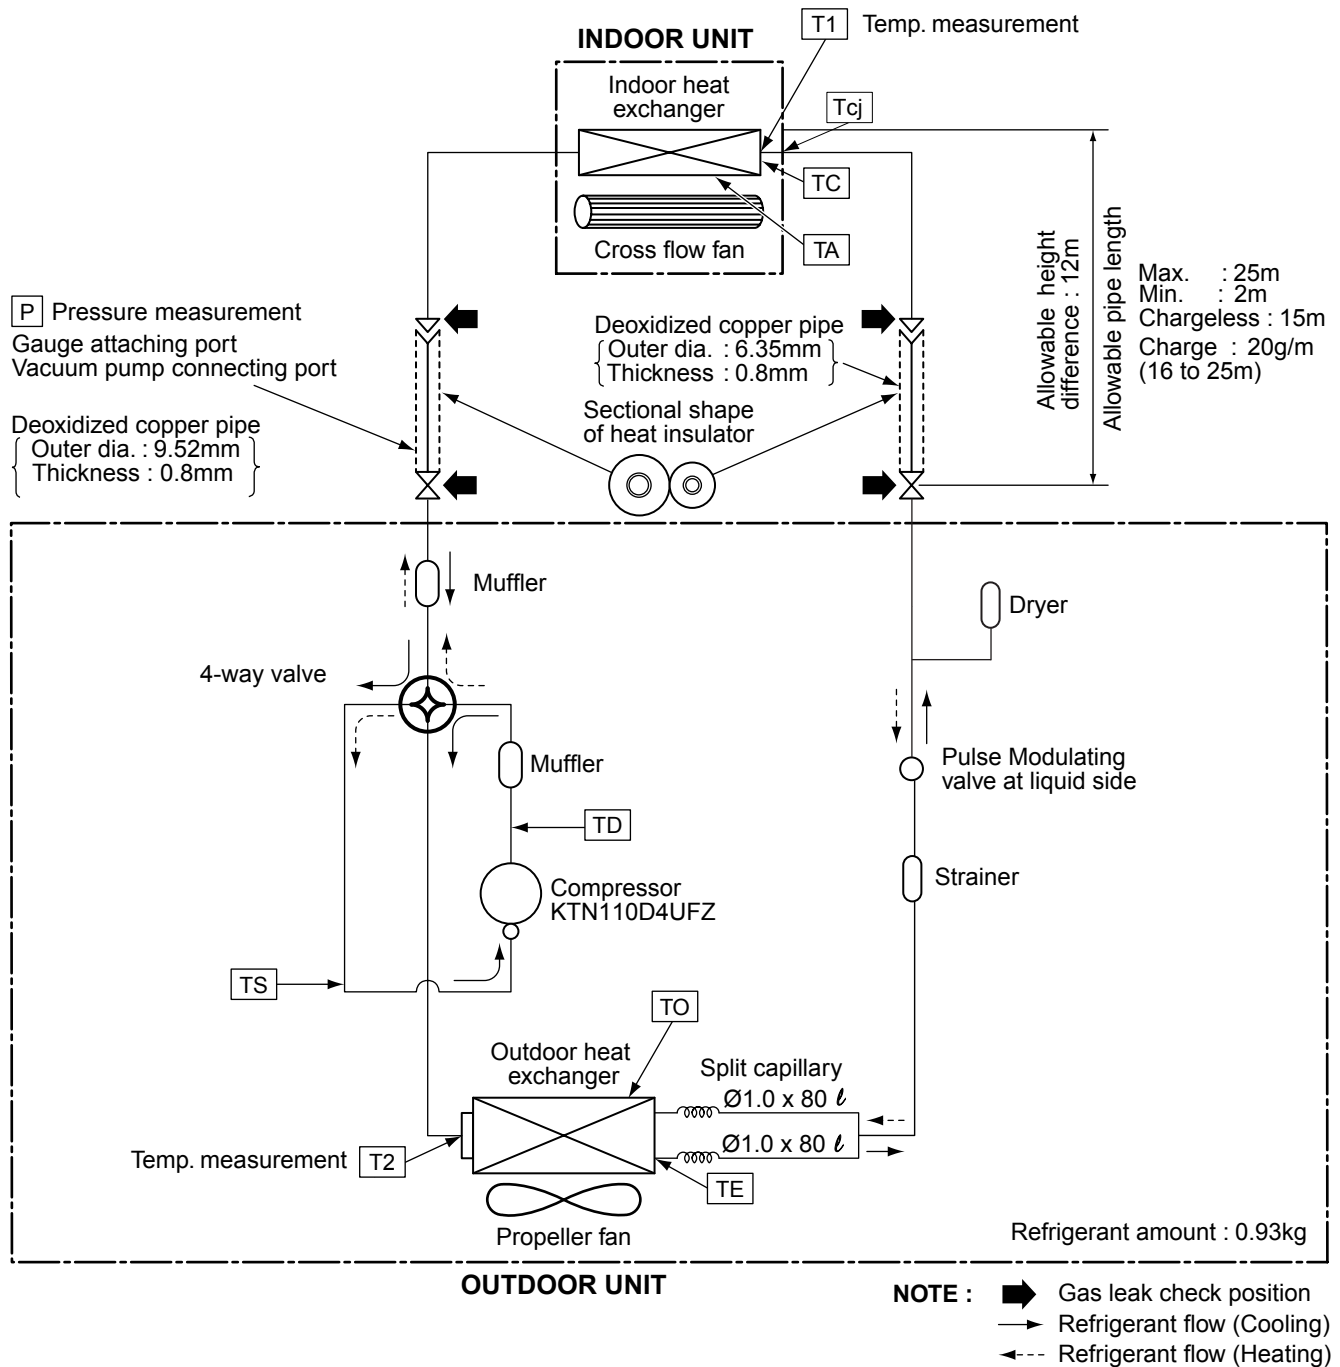 T1 Temp. measurement
INDOOR UNIT
Indoor heat
exchanger
Tcj
TC
Cross flow fan
TA
Allowable height
difference : 12m
Allowable pipe length
Max. : 25m
Min. : 2m
Chargeless : 15m
Charge : 20g/m
(16 to 25m)
P Pressure measurement
Gauge attaching port
Vacuum pump connecting port
Deoxidized copper pipe
Outer dia. : 9.52mm
Thickness : 0.8mm
Deoxidized copper pipe
Outer dia. : 6.35mm
Thickness : 0.8mm
Sectional shape
of heat insulator
Muffler
Dryer
4-way valve
Muffler
Pulse Modulating
valve at liquid side
TD
Strainer
Compressor
KTN110D4UFZ
TS
TO
Outdoor heat
exchanger
Split capillary
Ø1.0 x 80 ℓ
Ø1.0 x 80 ℓ
Temp. measurement T2
TE
Propeller fan
Refrigerant amount : 0.93kg
OUTDOOR UNIT
NOTE : Gas leak check position
Refrigerant flow (Cooling)
Refrigerant flow (Heating)